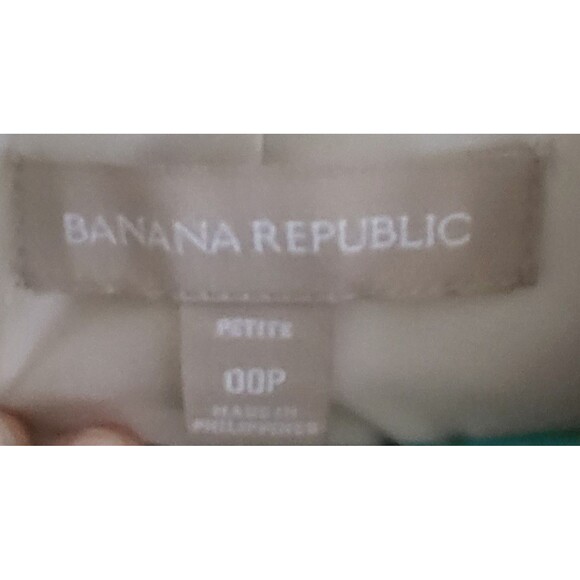 BANANA REPUBLIC
PETITE
00P
MADE IN
PHILIPPINES